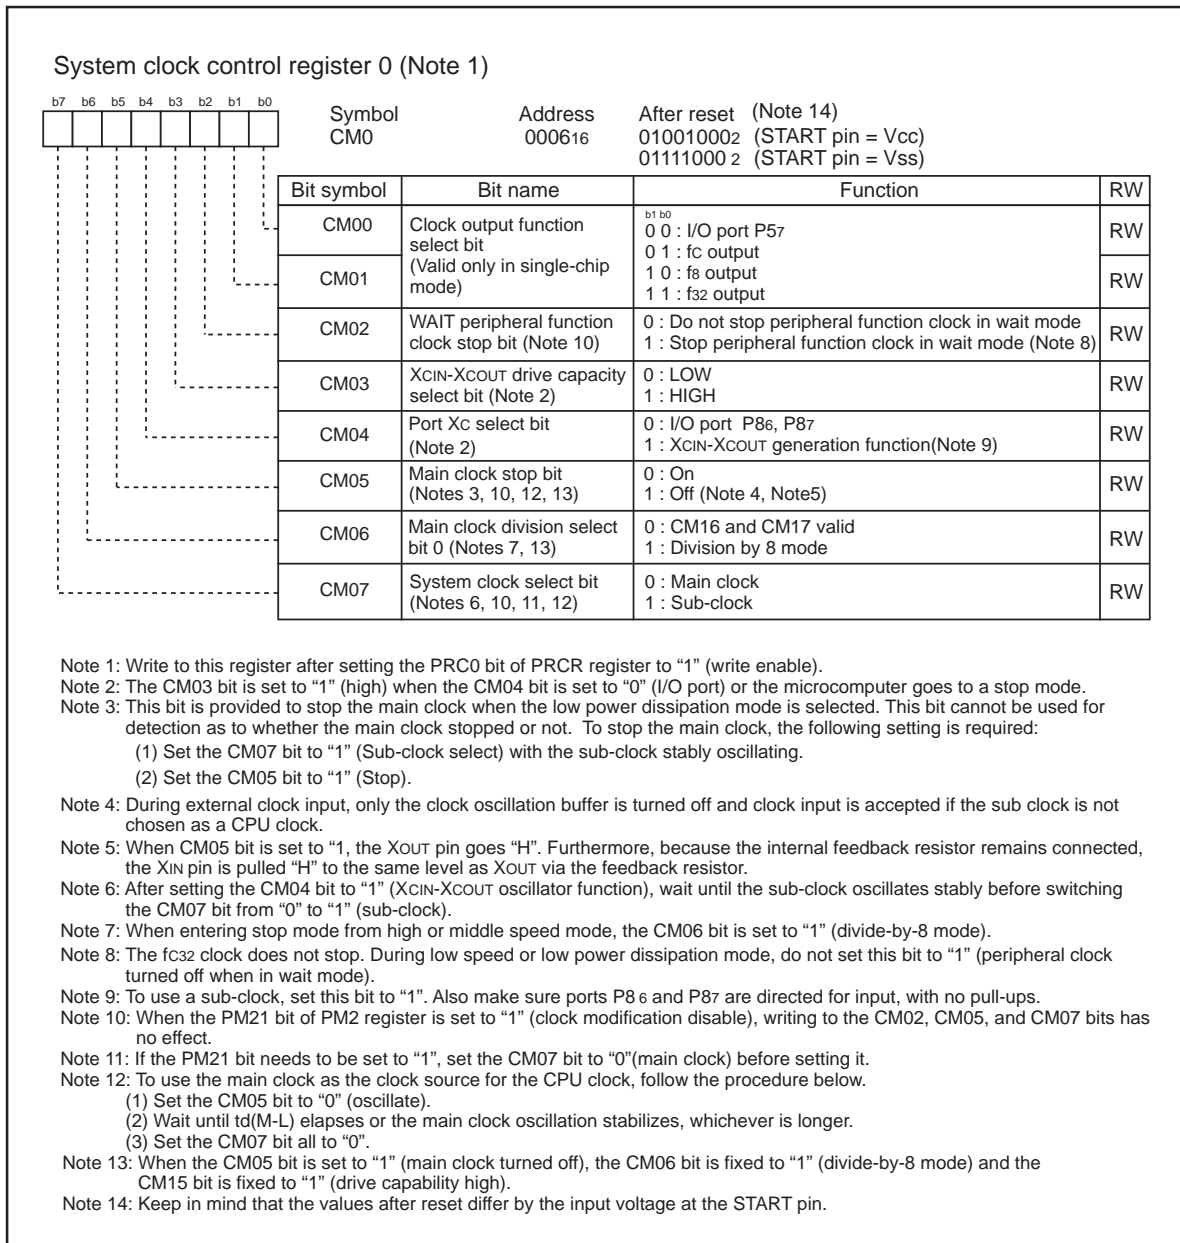 System clock control register 0 (Note 1)
b7 b6 b5 b4 b3 b2 b1 b0
Symbol Address After reset (Note 14)
CM0 000616 010010002 (START pin = Vcc)
01111000 2 (START pin = Vss)
Bit symbol Bit name Function RW
CM00 Clock output function select bit (Valid only in single-chip mode) b1 b0 RW
0 0 : I/O port P57
0 1 : fC output
CM01 1 0 : f8 output RW
1 1 : f32 output
CM02 WAIT peripheral function 0 : Do not stop peripheral function clock in wait mode RW
clock stop bit (Note 10) 1 : Stop peripheral function clock in wait mode (Note 8)
CM03 XCIN-XCOUT drive capacity 0 : LOW RW
select bit (Note 2) 1 : HIGH
CM04 Port XC select bit 0 : I/O port P86, P87 RW
(Note 2) 1 : XCIN-XCOUT generation function(Note 9)
CM05 Main clock stop bit 0 : On RW
(Notes 3, 10, 12, 13) 1 : Off (Note 4, Note5)
CM06 Main clock division select 0 : CM16 and CM17 valid RW
bit 0 (Notes 7, 13) 1 : Division by 8 mode
CM07 System clock select bit 0 : Main clock RW
(Notes 6, 10, 11, 12) 1 : Sub-clock
Note 1: Write to this register after setting the PRC0 bit of PRCR register to “1” (write enable).
Note 2: The CM03 bit is set to “1” (high) when the CM04 bit is set to “0” (I/O port) or the microcomputer goes to a stop mode.
Note 3: This bit is provided to stop the main clock when the low power dissipation mode is selected. This bit cannot be used for
detection as to whether the main clock stopped or not. To stop the main clock, the following setting is required:
(1) Set the CM07 bit to “1” (Sub-clock select) with the sub-clock stably oscillating.
(2) Set the CM05 bit to “1” (Stop).
Note 4: During external clock input, only the clock oscillation buffer is turned off and clock input is accepted if the sub clock is not
chosen as a CPU clock.
Note 5: When CM05 bit is set to “1, the XOUT pin goes “H”. Furthermore, because the internal feedback resistor remains connected,
the XIN pin is pulled “H” to the same level as XOUT via the feedback resistor.
Note 6: After setting the CM04 bit to “1” (XCIN-XCOUT oscillator function), wait until the sub-clock oscillates stably before switching
the CM07 bit from “0” to “1” (sub-clock).
Note 7: When entering stop mode from high or middle speed mode, the CM06 bit is set to “1” (divide-by-8 mode).
Note 8: The fC32 clock does not stop. During low speed or low power dissipation mode, do not set this bit to “1” (peripheral clock
turned off when in wait mode).
Note 9: To use a sub-clock, set this bit to “1”. Also make sure ports P8 6 and P87 are directed for input, with no pull-ups.
Note 10: When the PM21 bit of PM2 register is set to “1” (clock modification disable), writing to the CM02, CM05, and CM07 bits has
no effect.
Note 11: If the PM21 bit needs to be set to “1”, set the CM07 bit to “0”(main clock) before setting it.
Note 12: To use the main clock as the clock source for the CPU clock, follow the procedure below.
(1) Set the CM05 bit to “0” (oscillate).
(2) Wait until td(M-L) elapses or the main clock oscillation stabilizes, whichever is longer.
(3) Set the CM07 bit all to “0”.
Note 13: When the CM05 bit is set to “1” (main clock turned off), the CM06 bit is fixed to “1” (divide-by-8 mode) and the
CM15 bit is fixed to “1” (drive capability high).
Note 14: Keep in mind that the values after reset differ by the input voltage at the START pin.